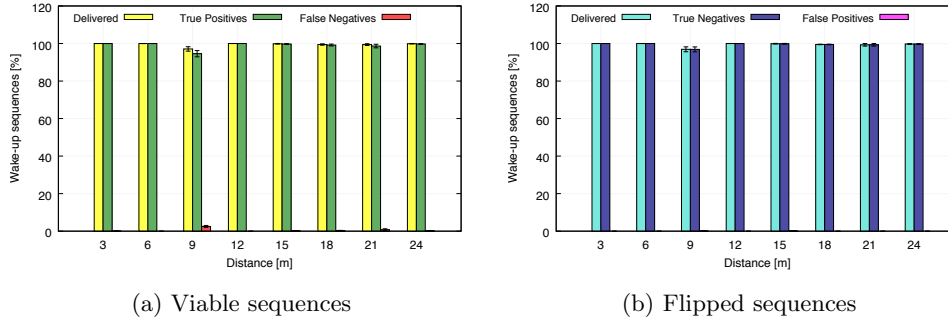 Delivered True Positives False Negatives
Wake-up sequences [%]
120
100
80
60
40
20
0
3 6 9 12 15 18 21 24
Distance [m]
(a) Viable sequences
Delivered True Negatives False Positives
Wake-up sequences [%]
120
100
80
60
40
20
0
3 6 9 12 15 18 21 24
Distance [m]
(b) Flipped sequences